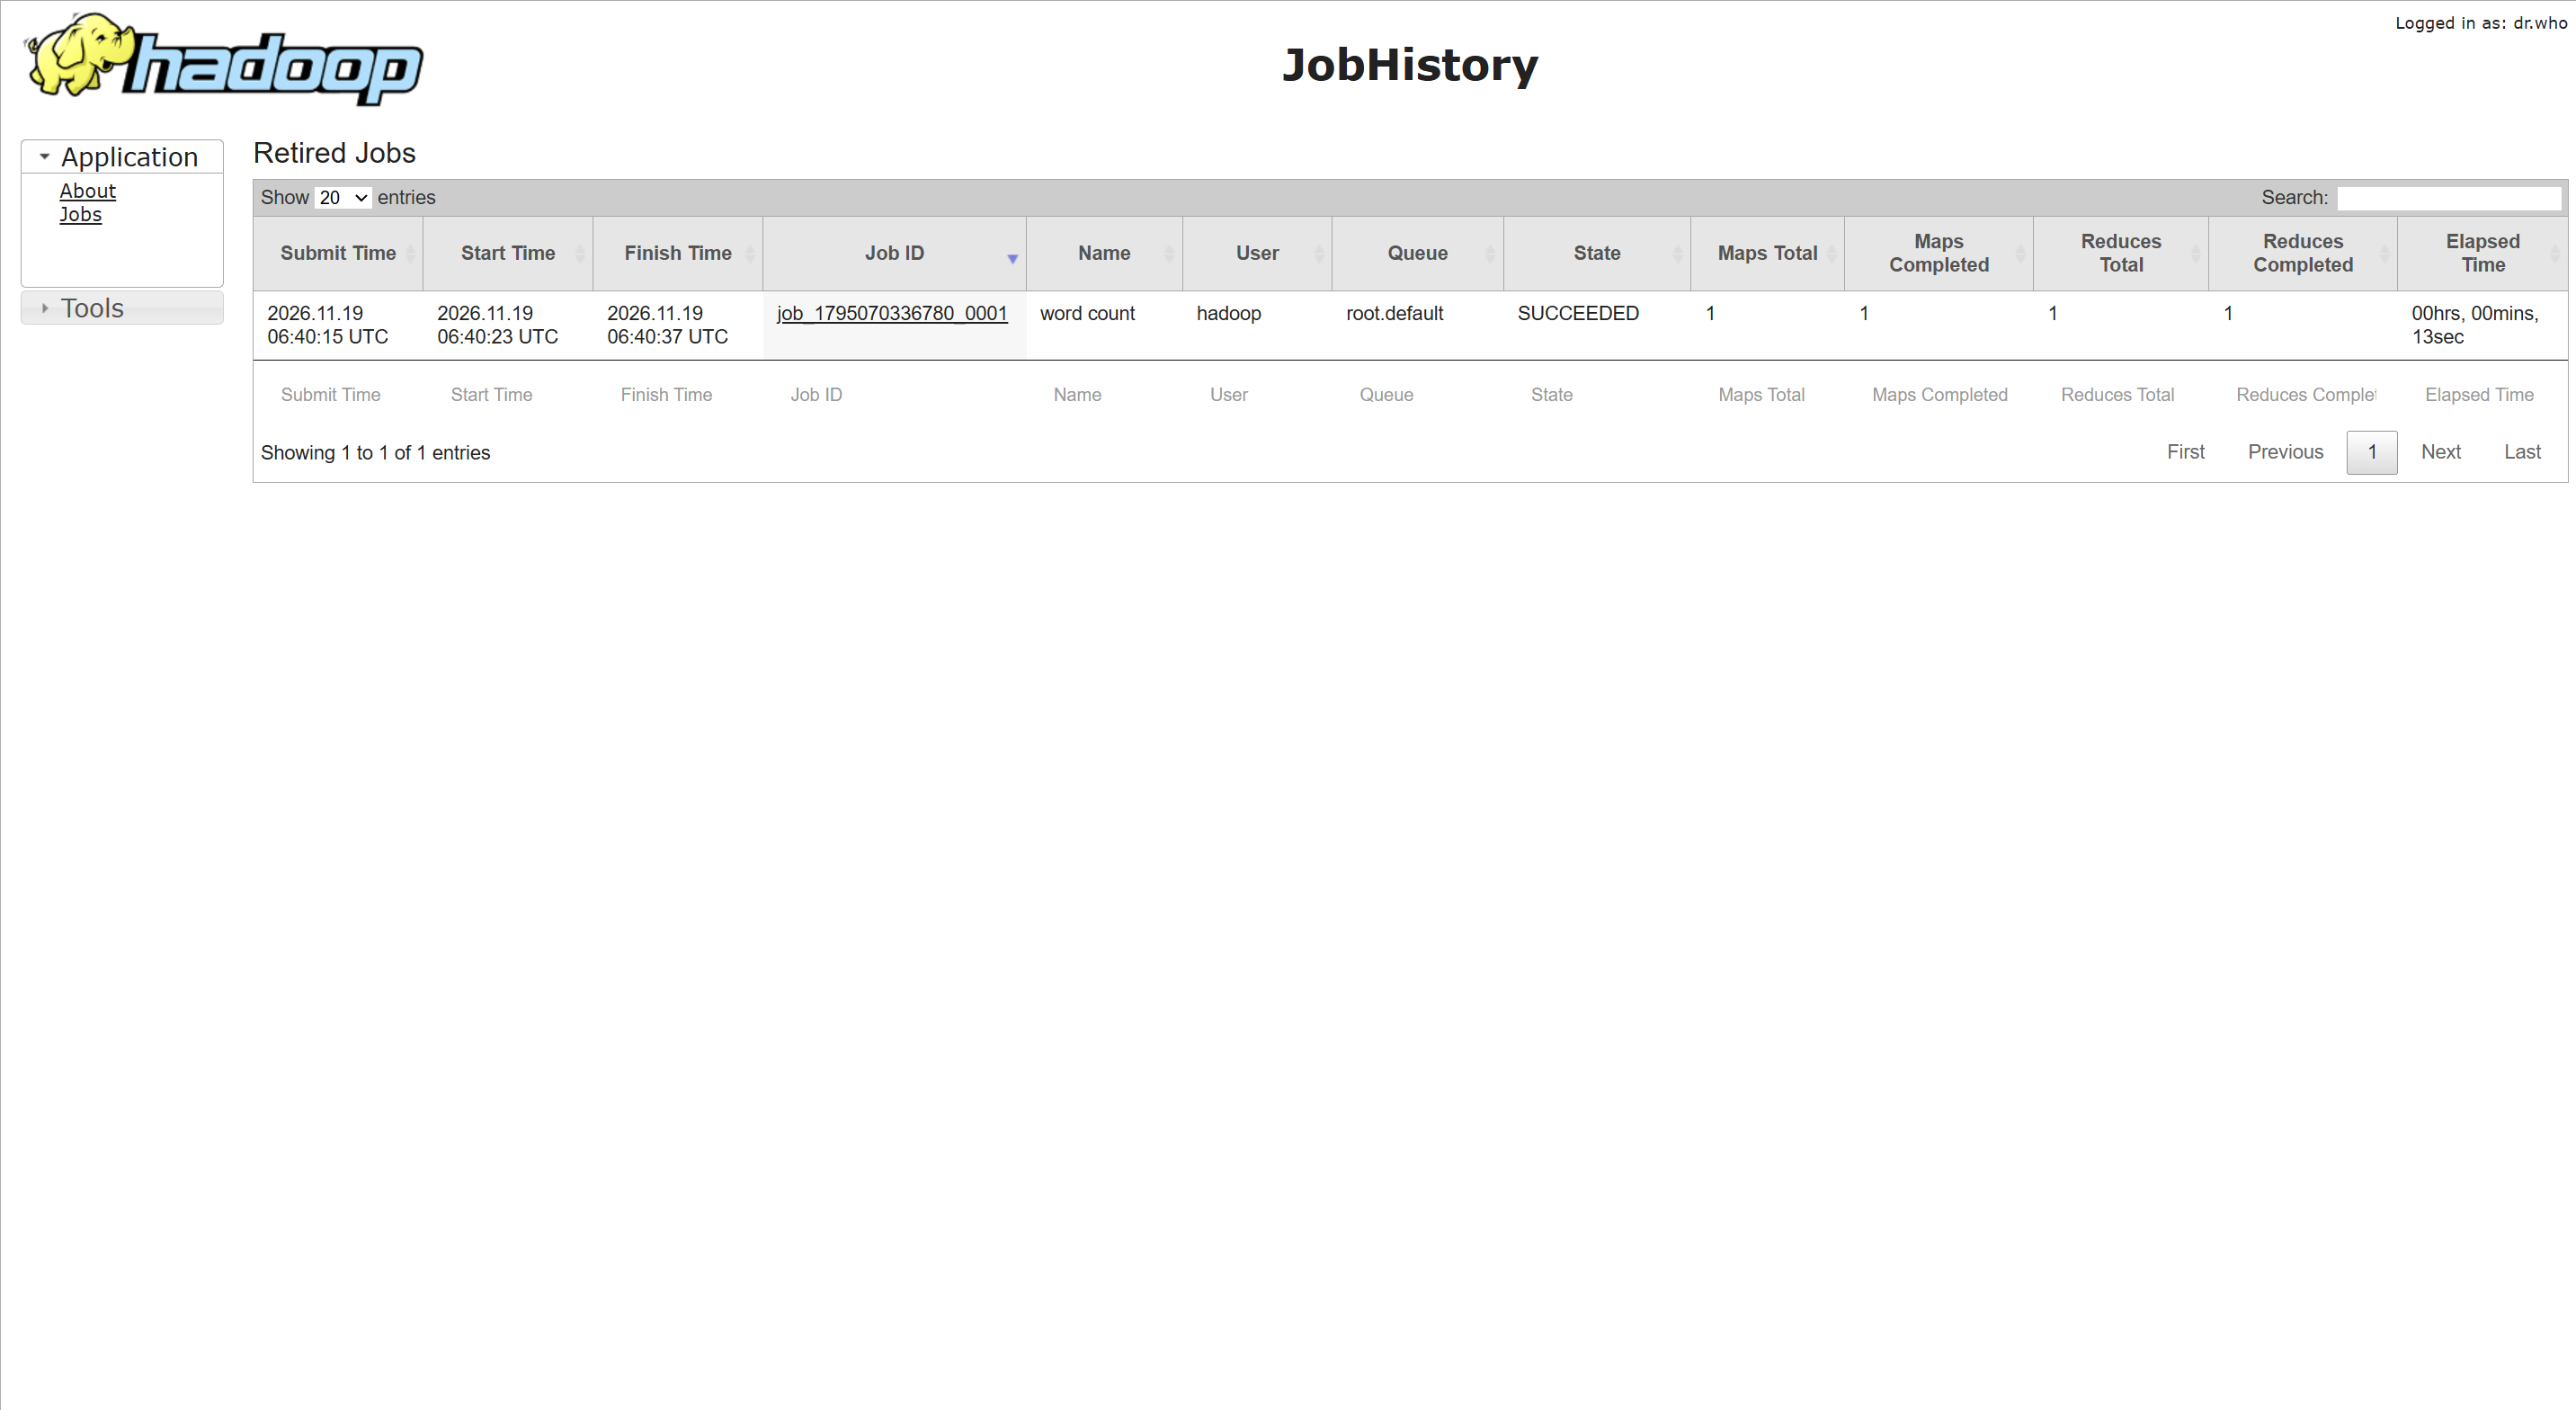 hadoop
JobHistory
Logged in as: dr.who
Application
About
Jobs
Tools
Retired Jobs
Show 20 entries
Search:
Submit Time
Start Time
Finish Time
Job ID
Name
User
Queue
State
Maps Total
Maps
Completed
Reduces
Total
Reduces
Completed
Elapsed
Time
2026.11.19
06:40:15 UTC
2026.11.19
06:40:23 UTC
2026.11.19
06:40:37 UTC
job_1795070336780_0001
word count
hadoop
root.default
SUCCEEDED
1
1
1
1
00hrs, 00mins,
13sec
Submit Time
Start Time
Finish Time
Job ID
Name
User
Queue
State
Maps Total
Maps Completed
Reduces Total
Reduces Complet
Elapsed Time
Showing 1 to 1 of 1 entries
First Previous 1 Next Last